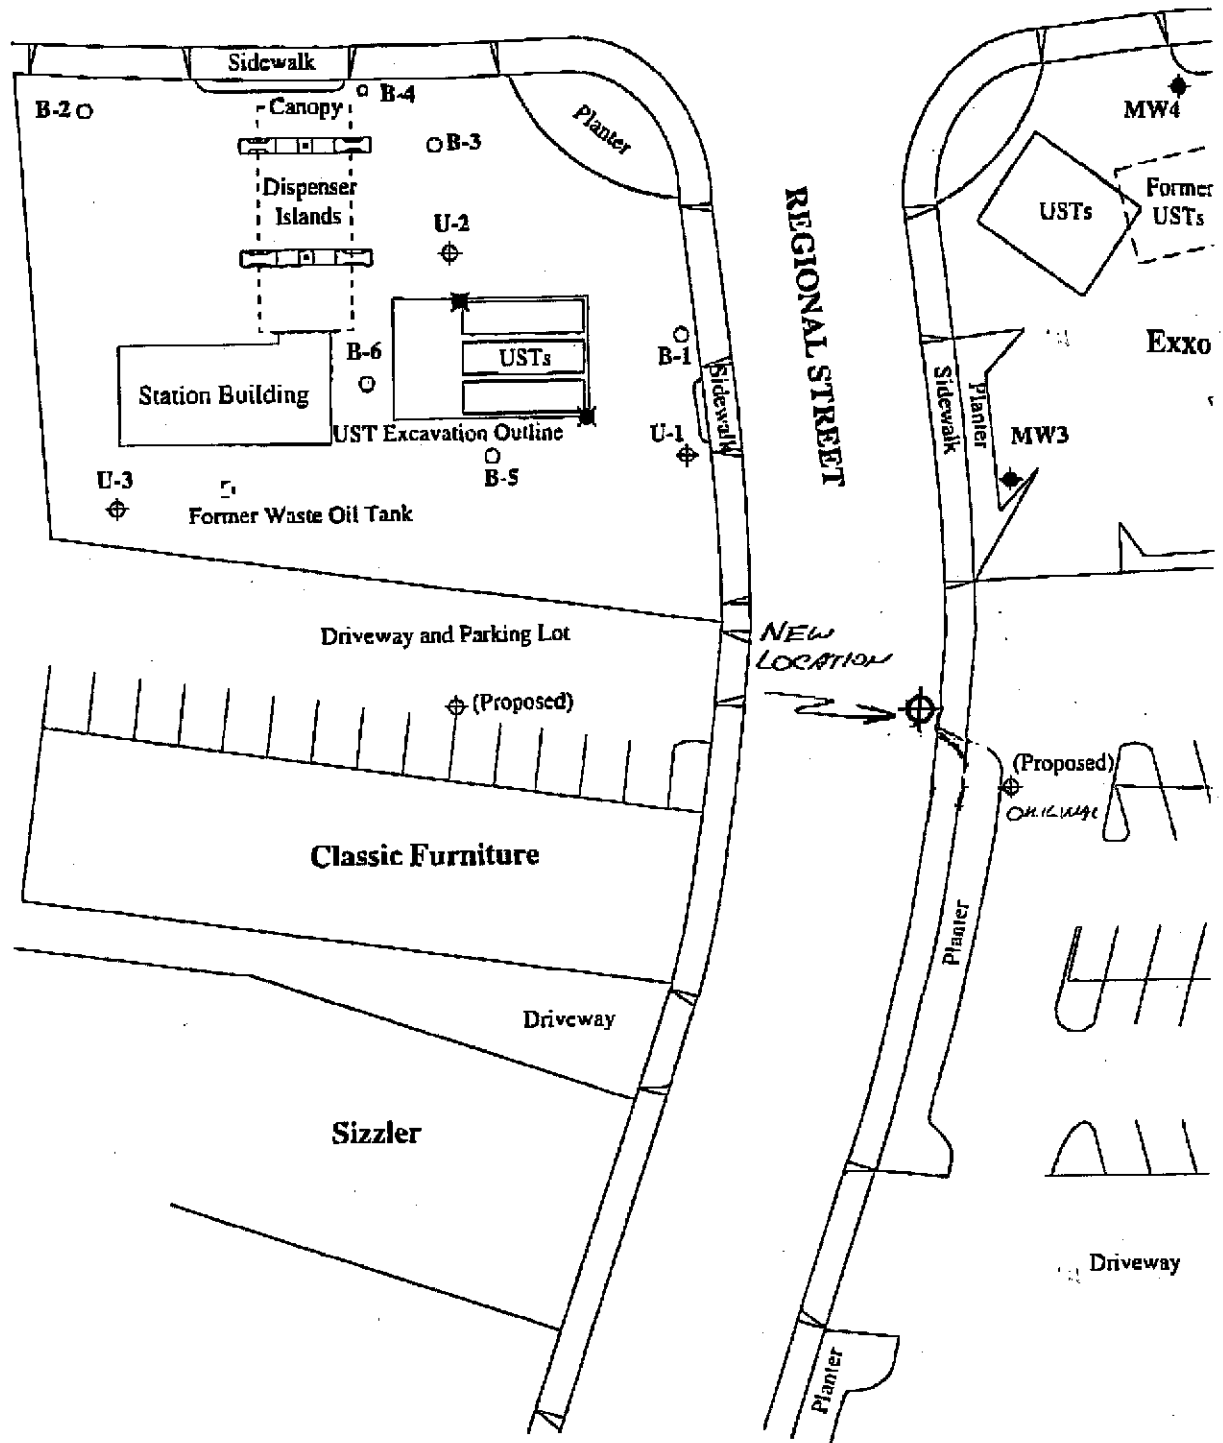 Sidewalk
B-2
Canopy
B-4
B-3
Planter
MW4
Dispenser
Islands
U-2
USTs
Former
USTs
REGIONAL STREET
B-1
B-6
USTs
Station Building
UST Excavation Outline
Sidewalk
U-1
B-5
Sidewalk
Planter
Exxo
MW3
U-3
Former Waste Oil Tank
Driveway and Parking Lot
NEW
LOCATION
(Proposed)
(Proposed)
Classic Furniture
Planter
Driveway
Sizzler
Driveway
Planter